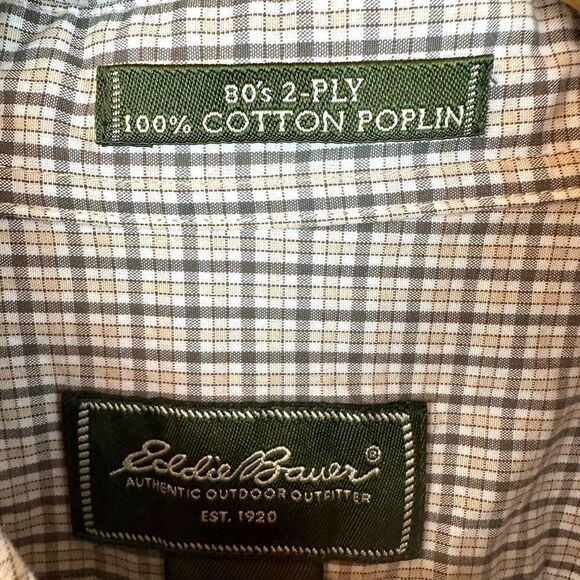 80's 2-PLY
100% COTTON POPLIN
Eddie Bauer®
AUTHENTIC OUTDOOR OUTFITTER
EST. 1920